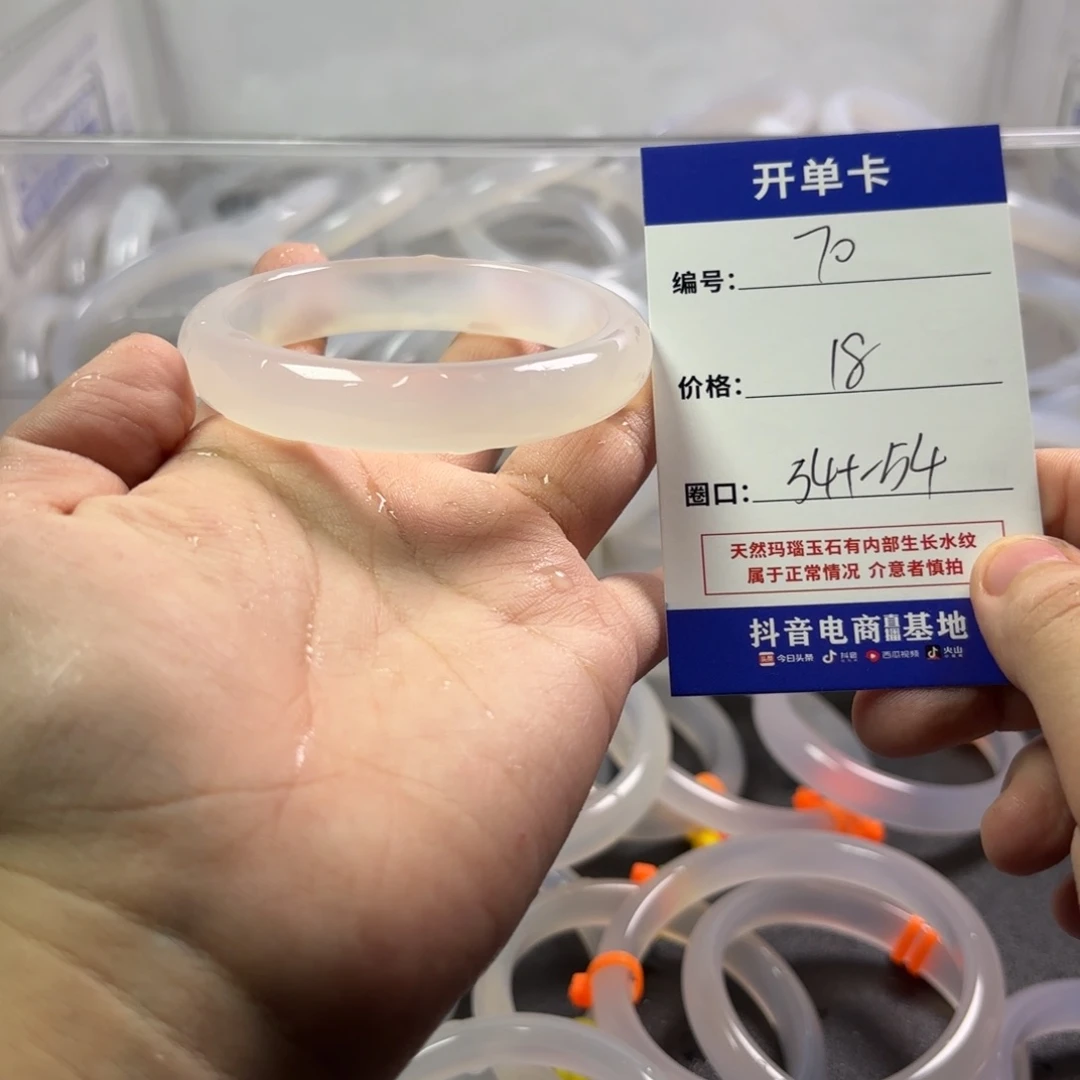 开单卡
编号: 70
价格: 18
圈口: 54+-54
天然玛瑙玉石有内部生长水纹
属于正常情况 介意者慎拍
抖音电商直播基地
今日头条 抖音 西瓜视频 火山